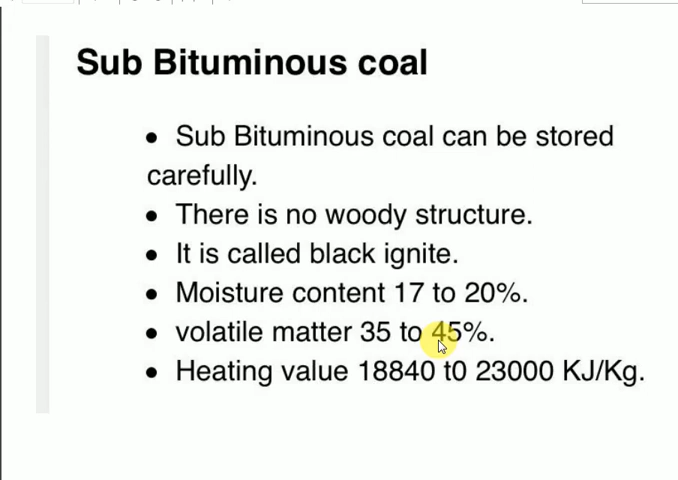 Sub Bituminous coal
• Sub Bituminous coal can be stored
carefully.
• There is no woody structure.
• It is called black ignite.
• Moisture content 17 to 20%.
• volatile matter 35 to 45%.
• Heating value 18840 t0 23000 KJ/Kg.